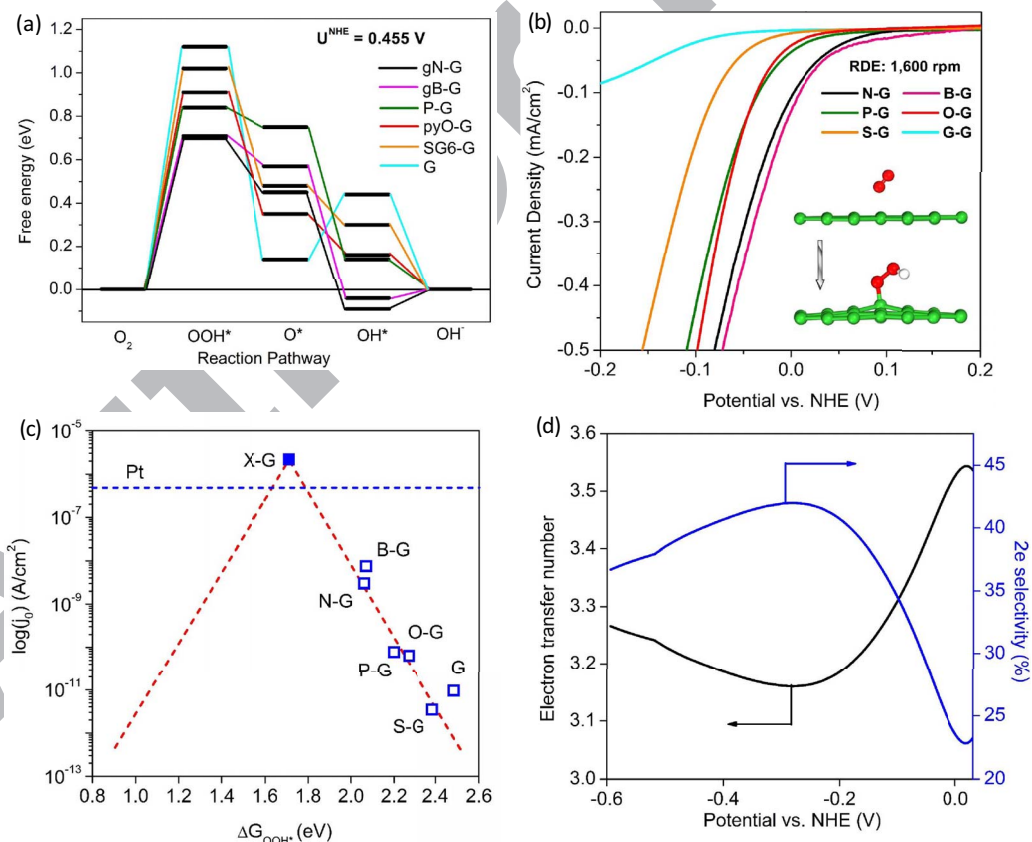 (a)
U^NHE = 0.455 V
gN-G
gB-G
P-G
pyO-G
SG6-G
G
Free energy (eV)
1.2
1.0
0.8
0.6
0.4
0.2
0.0
O₂
OOH*
O*
OH*
OH⁻
Reaction Pathway
(b)
RDE: 1,600 rpm
N-G
B-G
P-G
O-G
S-G
G-G
Current Density (mA/cm²)
0.0
-0.1
-0.2
-0.3
-0.4
-0.5
-0.2
-0.1
0.0
0.1
0.2
Potential vs. NHE (V)
(c)
log(j₀) (A/cm²)
10⁻⁵
10⁻⁷
10⁻⁹
10⁻¹¹
10⁻¹³
X-G
Pt
B-G
N-G
O-G
P-G
G
S-G
0.8
1.0
1.2
1.4
1.6
1.8
2.0
2.2
2.4
2.6
ΔG_OOH* (eV)
(d)
Electron transfer number
3.6
3.5
3.4
3.3
3.2
3.1
3.0
45
40
35
30
25
20
2e selectivity (%)
-0.6
-0.4
-0.2
0.0
Potential vs. NHE (V)